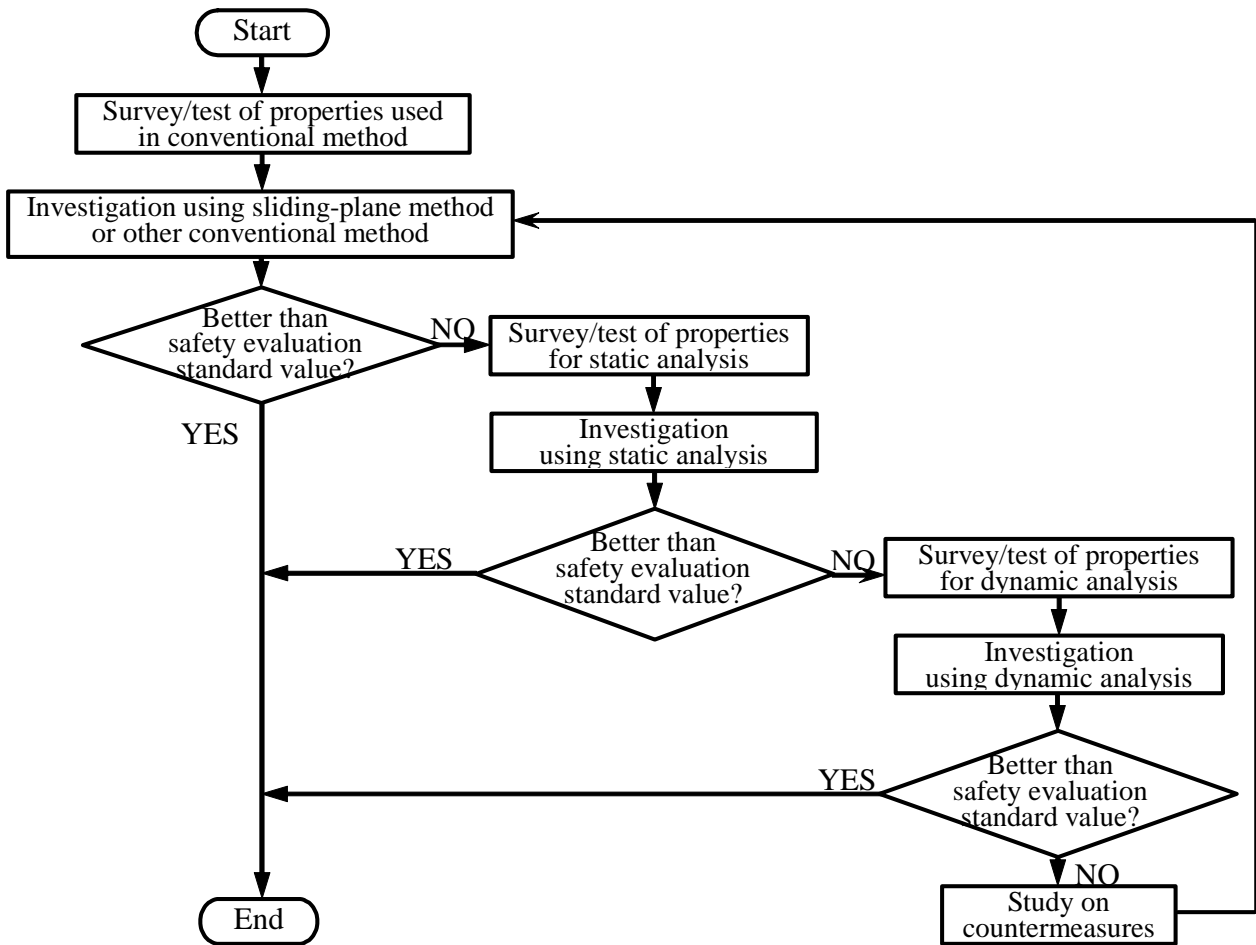 Start
Survey/test of properties used
in conventional method
Investigation using sliding-plane method
or other conventional method
Better than
safety evaluation
standard value?
NO
YES
Survey/test of properties
for static analysis
Investigation
using static analysis
Better than
safety evaluation
standard value?
YES
NO
Survey/test of properties
for dynamic analysis
Investigation
using dynamic analysis
Better than
safety evaluation
standard value?
YES
NO
Study on
countermeasures
End